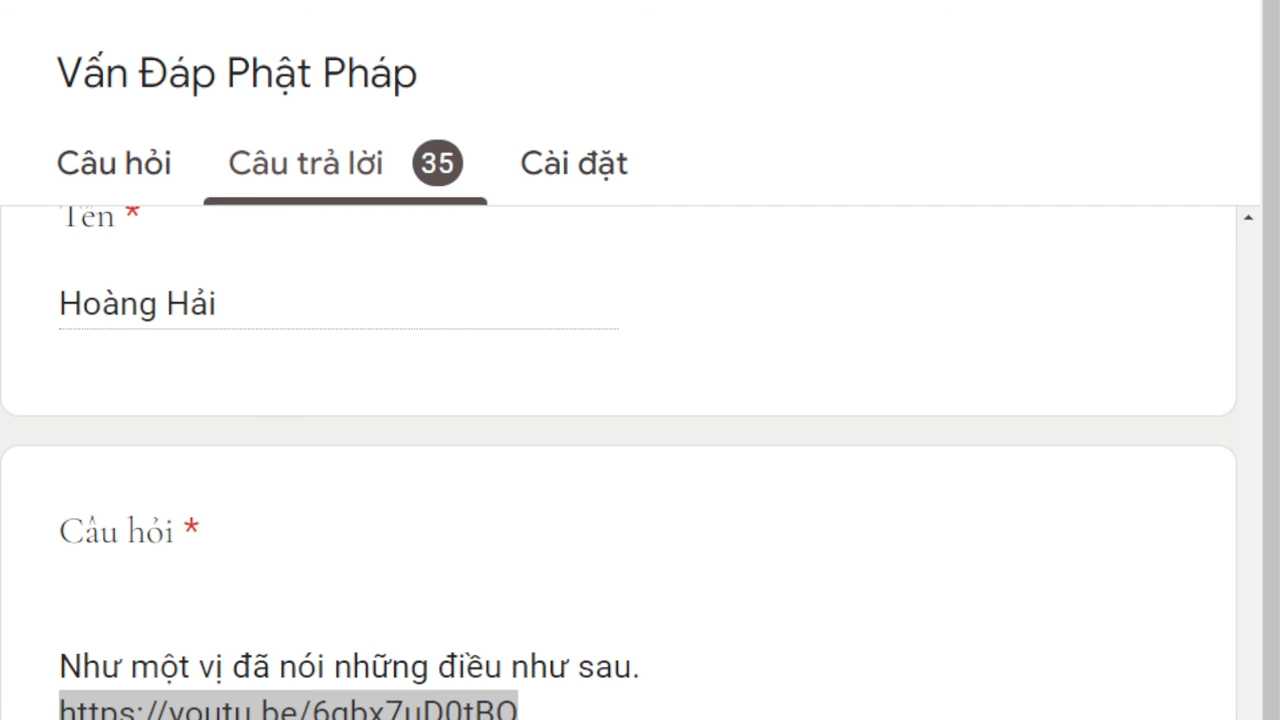 Vấn Đáp Phật Pháp
Câu hỏi Câu trả lời 35 Cài đặt
Tên *
Hoàng Hải
Câu hỏi *
Như một vị đã nói những điều như sau.